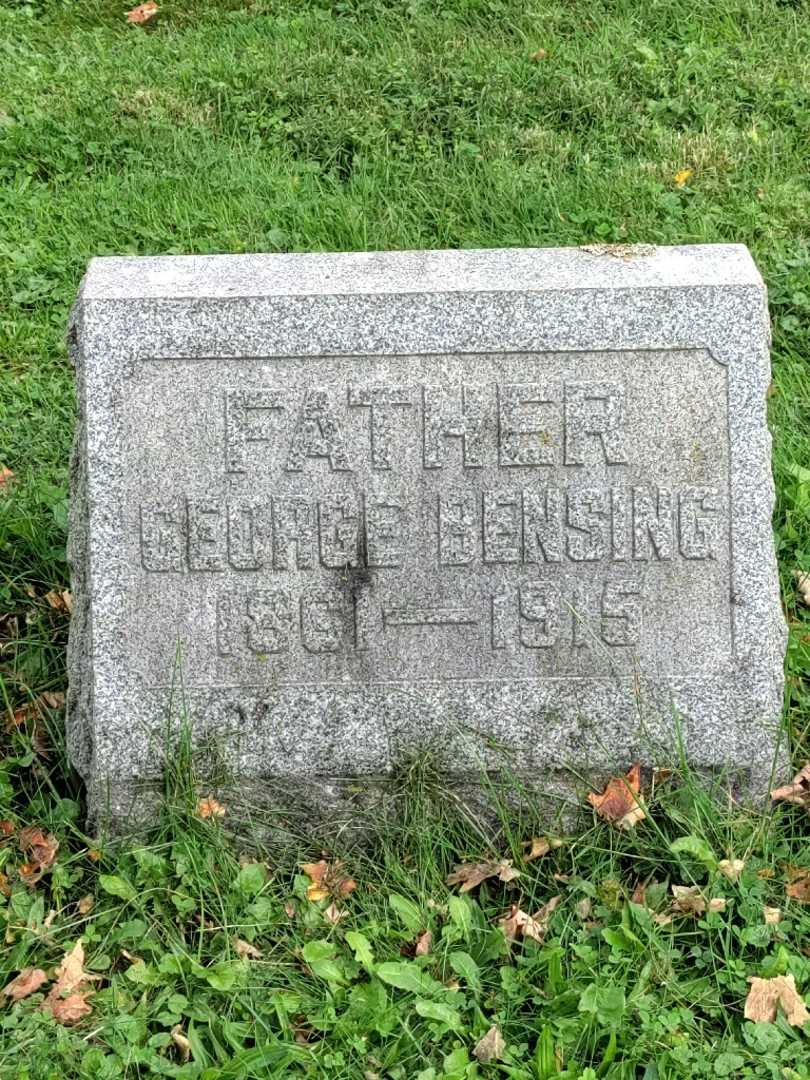 FATHER
GEORGE BENSING
1861—1915